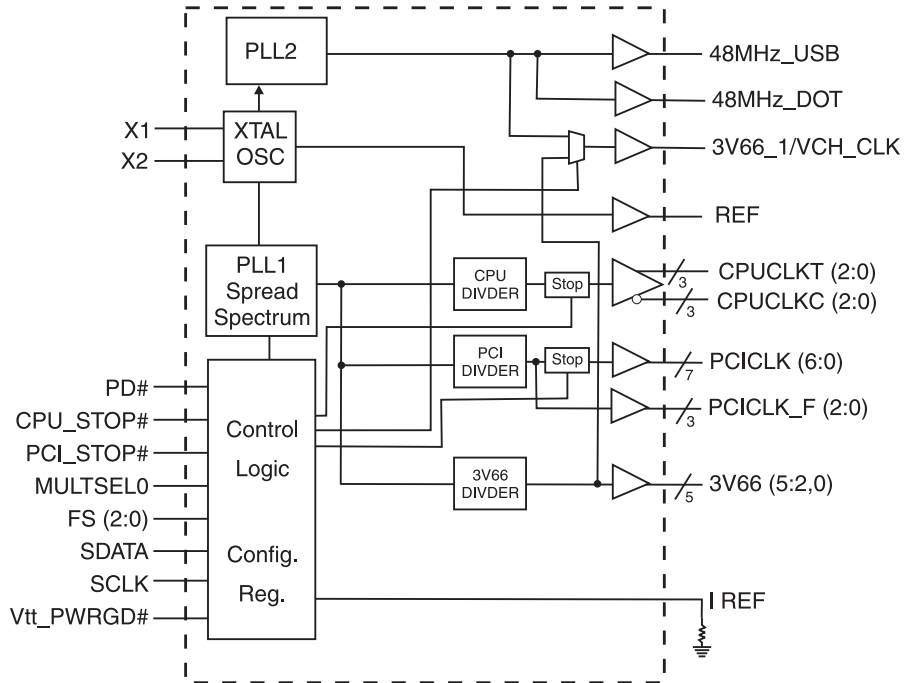 PLL2
48MHz_USB
48MHz_DOT
X1
X2
XTAL
OSC
3V66_1/VCH_CLK
REF
PLL1
Spread
Spectrum
CPU
DIVDER
Stop
3
CPUCLKT (2:0)
3
CPUCLKC (2:0)
PCI
DIVDER
Stop
7
PCICLK (6:0)
3
PCICLK_F (2:0)
PD#
CPU_STOP#
PCI_STOP#
MULTSEL0
FS (2:0)
SDATA
SCLK
Vtt_PWRGD#
Control
Logic
Config.
Reg.
3V66
DIVDER
5
3V66 (5:2,0)
I REF